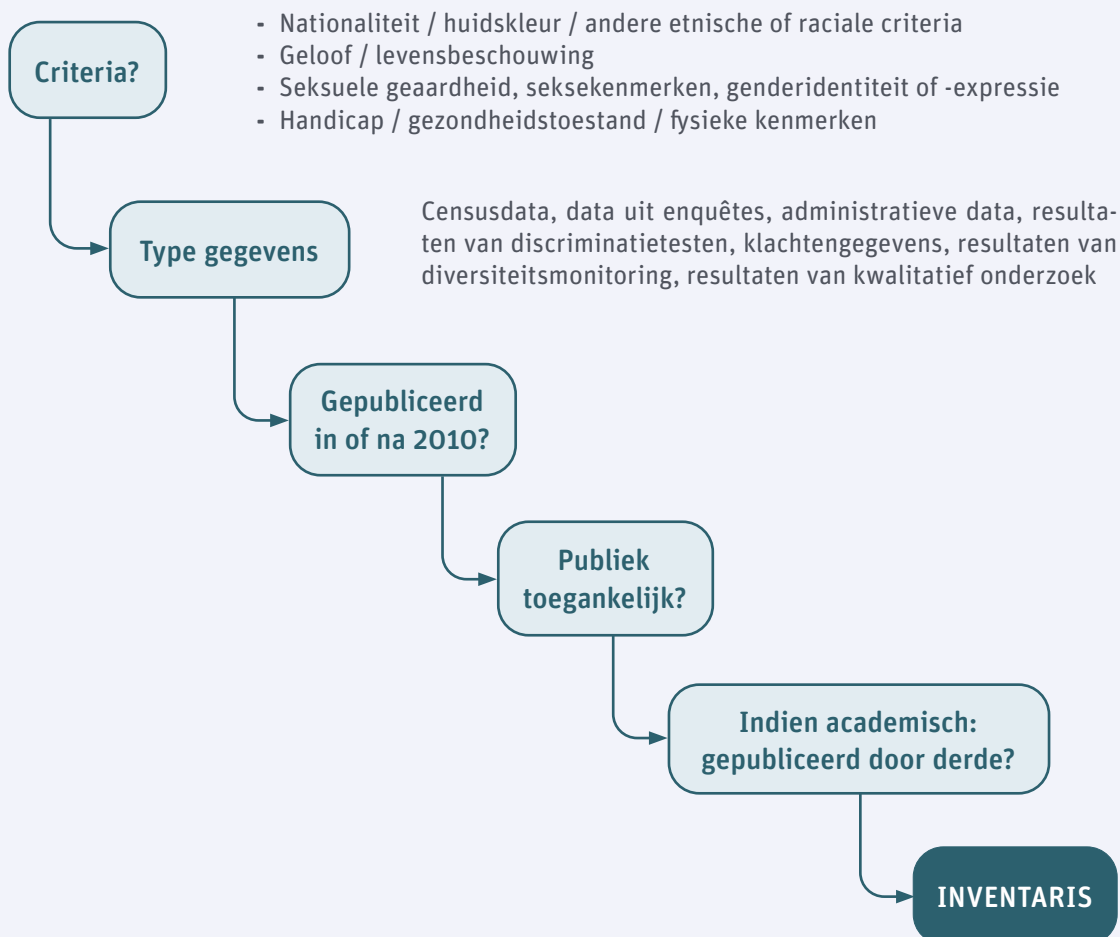 Criteria?
- Nationaliteit / huidskleur / andere etnische of raciale criteria
- Geloof / levensbeschouwing
- Seksuele geaardheid, seksekenmerken, genderidentiteit of -expressie
- Handicap / gezondheidstoestand / fysieke kenmerken
Type gegevens
Censusdata, data uit enquêtes, administratieve data, resulta-
ten van discriminatietesten, klachtengegevens, resultaten van
diversiteitsmonitoring, resultaten van kwalitatief onderzoek
Gepubliceerd
in of na 2010?
Publiek
toegankelijk?
Indien academisch:
gepubliceerd door derde?
INVENTARIS